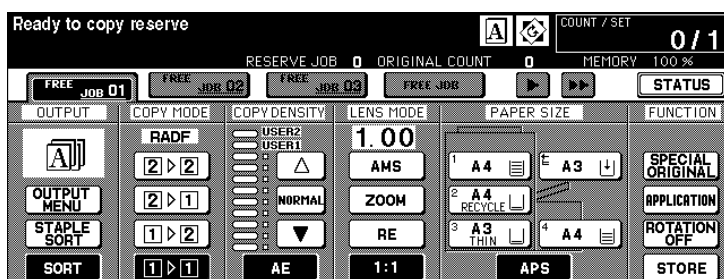 Ready to copy reserve
A
COUNT / SET
0/1
RESERVE JOB 0 ORIGINAL COUNT 0 MEMORY 100 %
FREE JOB 01 FREE JOB 02 FREE JOB 03 FREE JOB STATUS
OUTPUT COPY MODE COPY DENSITY LENS MODE PAPER SIZE FUNCTION
A
OUTPUT MENU
STAPLE SORT
SORT
RADF
2 ▷ 2
2 ▷ 1
1 ▷ 2
1 ▷ 1
USER2
USER1
NORMAL
AE
1.00
AMS
ZOOM
RE
1:1
1 A4
A3
2 A4 RECYCLE
3 A3 THIN
4 A4
APS
SPECIAL ORIGINAL
APPLICATION
ROTATION OFF
STORE